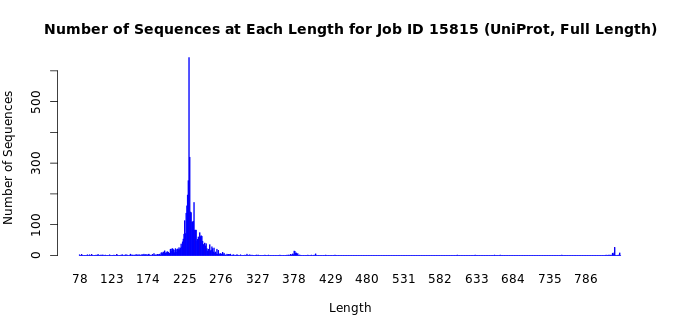 Number of Sequences at Each Length for Job ID 15815 (UniProt, Full Length)
Number of Sequences
500
300
100
0
78 123 174 225 276 327 378 429 480 531 582 633 684 735 786
Length